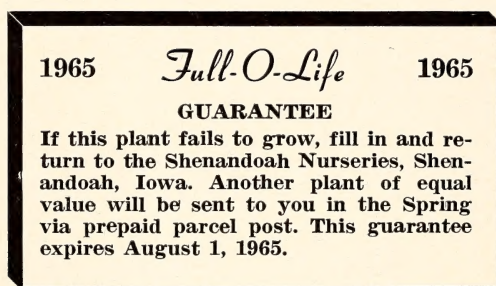 1965 Full-O-Life 1965
GUARANTEE
If this plant fails to grow, fill in and re-
turn to the Shenandoah Nurseries, Shen-
andoah, Iowa. Another plant of equal
value will be sent to you in the Spring
via prepaid parcel post. This guarantee
expires August 1, 1965.